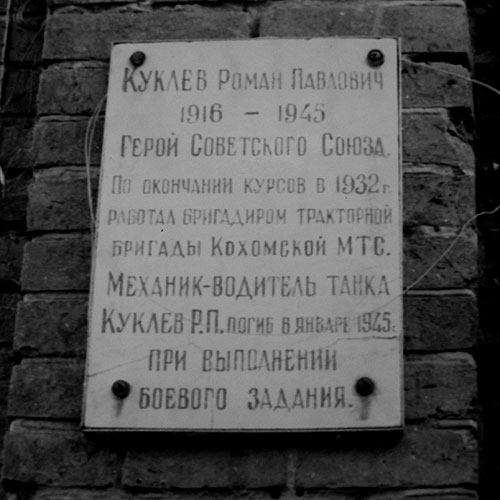 Куклев Роман Павлович
1916 – 1945
Герой Советского Союза.
По окончании курсов в 1932 г.
работал бригадиром тракторной
бригады Кохомской МТС.
Механик-водитель танка
Куклев Р.П. погиб в январе 1945г.
при выполнении
боевого задания.